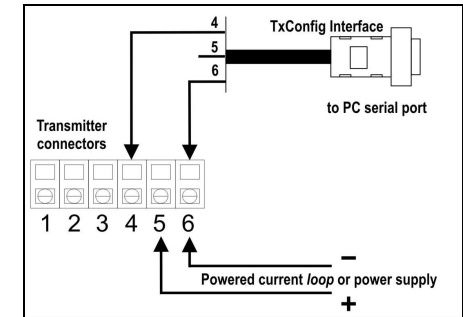 4
TxConfig Interface
5
6
to PC serial port
Transmitter
connectors
1 2 3 4 5 6
−
Powered current loop or power supply
+